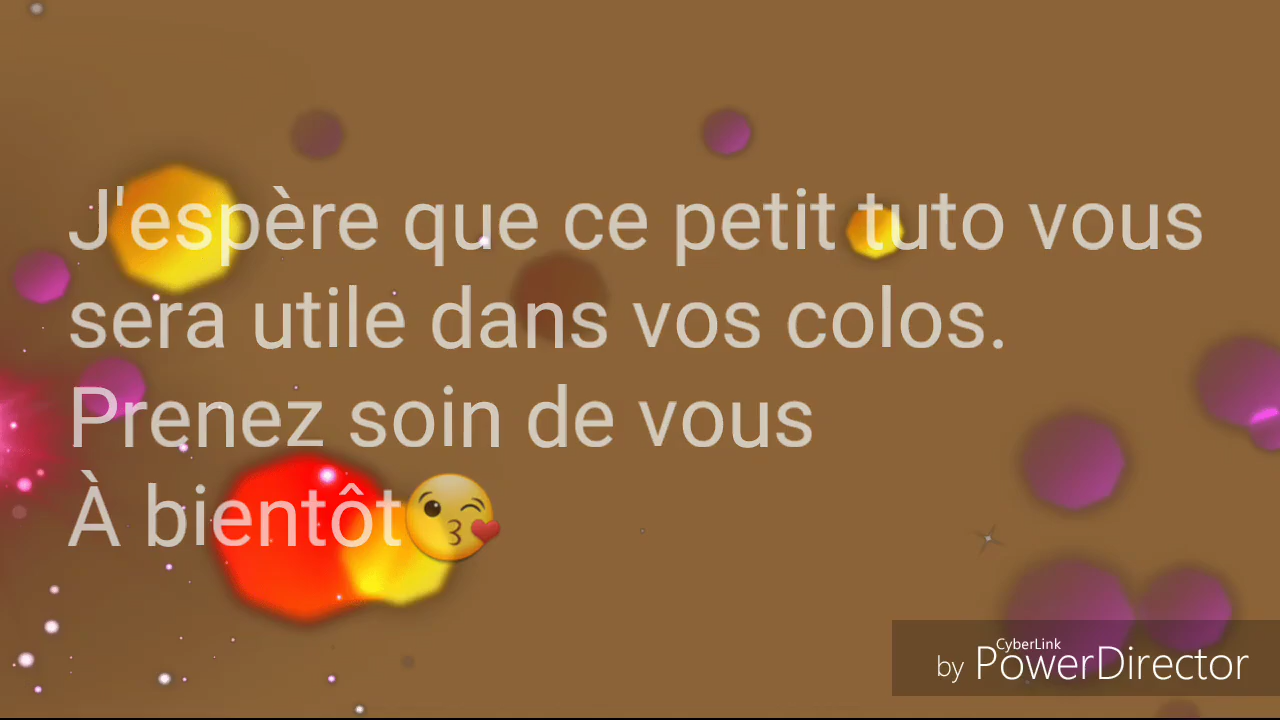 J'espère que ce petit tuto vous
sera utile dans vos colos.
Prenez soin de vous
À bientôt😘
CyberLink
by PowerDirector